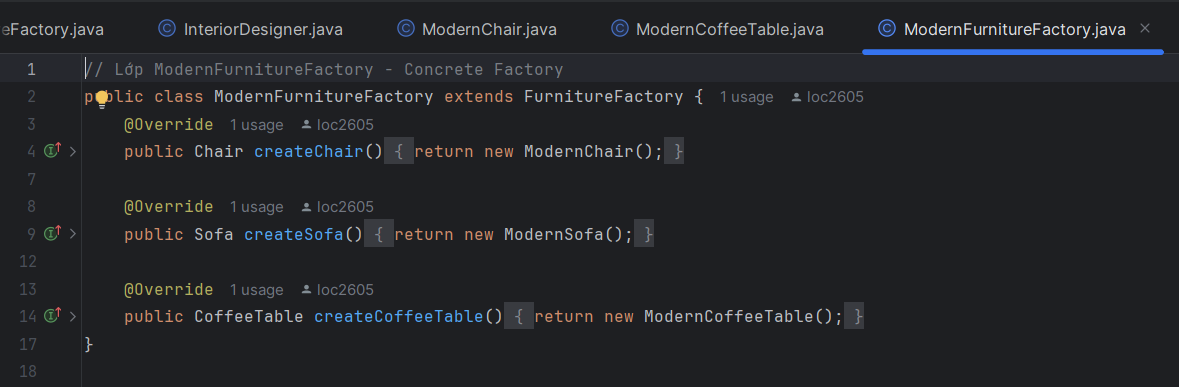 eFactory.java InteriorDesigner.java ModernChair.java ModernCoffeeTable.java ModernFurnitureFactory.java
1 // Lớp ModernFurnitureFactory - Concrete Factory
2 public class ModernFurnitureFactory extends FurnitureFactory { 1 usage loc2605
3 @Override 1 usage loc2605
4 public Chair createChair() { return new ModernChair(); }
7
8 @Override 1 usage loc2605
9 public Sofa createSofa() { return new ModernSofa(); }
12
13 @Override 1 usage loc2605
14 public CoffeeTable createCoffeeTable() { return new ModernCoffeeTable(); }
17 }
18